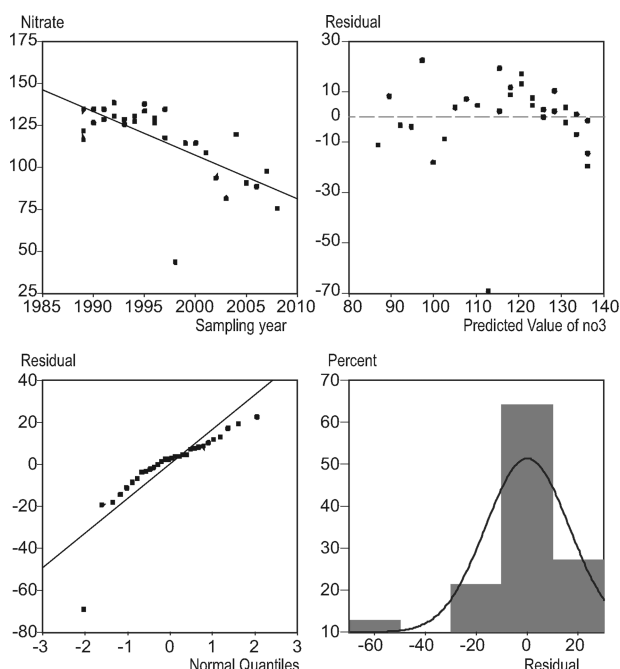 Nitrate
175
150
125
100
75
50
25
1985 1990 1995 2000 2005 2010
Sampling year
Residual
30
10
0
-10
-30
-50
-70
80 90 100 110 120 130 140
Predicted Value of no3
Residual
40
20
0
-20
-40
-60
-80
-3 -2 -1 0 1 2 3
Normal Quantiles
Percent
70
60
50
40
30
20
10
-60 -40 -20 0 20
Residual